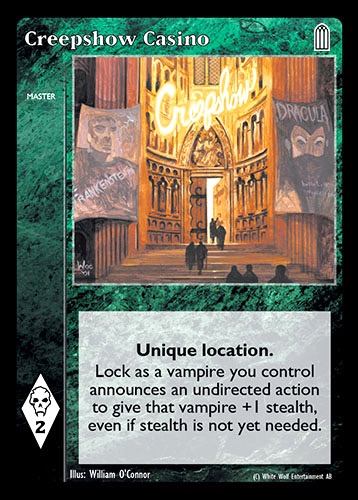 Creepshow Casino
MASTER
Creepshow
FRANKENSTEIN
DRACULA
Woc
Unique location.
Lock as a vampire you control
announces an undirected action
to give that vampire +1 stealth,
even if stealth is not yet needed.
2
Illus: William O'Connor
(C) White Wolf Entertainment AB